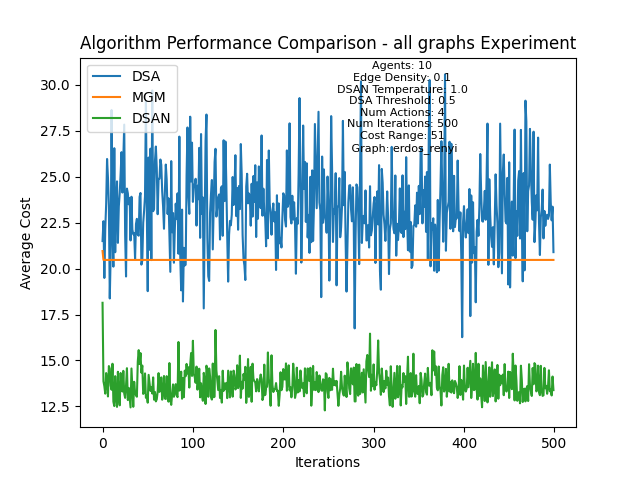 Algorithm Performance Comparison - all graphs Experiment
DSA
MGM
DSAN
Agents: 10
Edge Density: 0.1
DSAN Temperature: 1.0
DSA Threshold: 0.5
Num Actions: 4
Num Iterations: 500
Cost Range: 51
Graph: erdos_renyi
Average Cost
30.0
27.5
25.0
22.5
20.0
17.5
15.0
12.5
0 100 200 300 400 500
Iterations